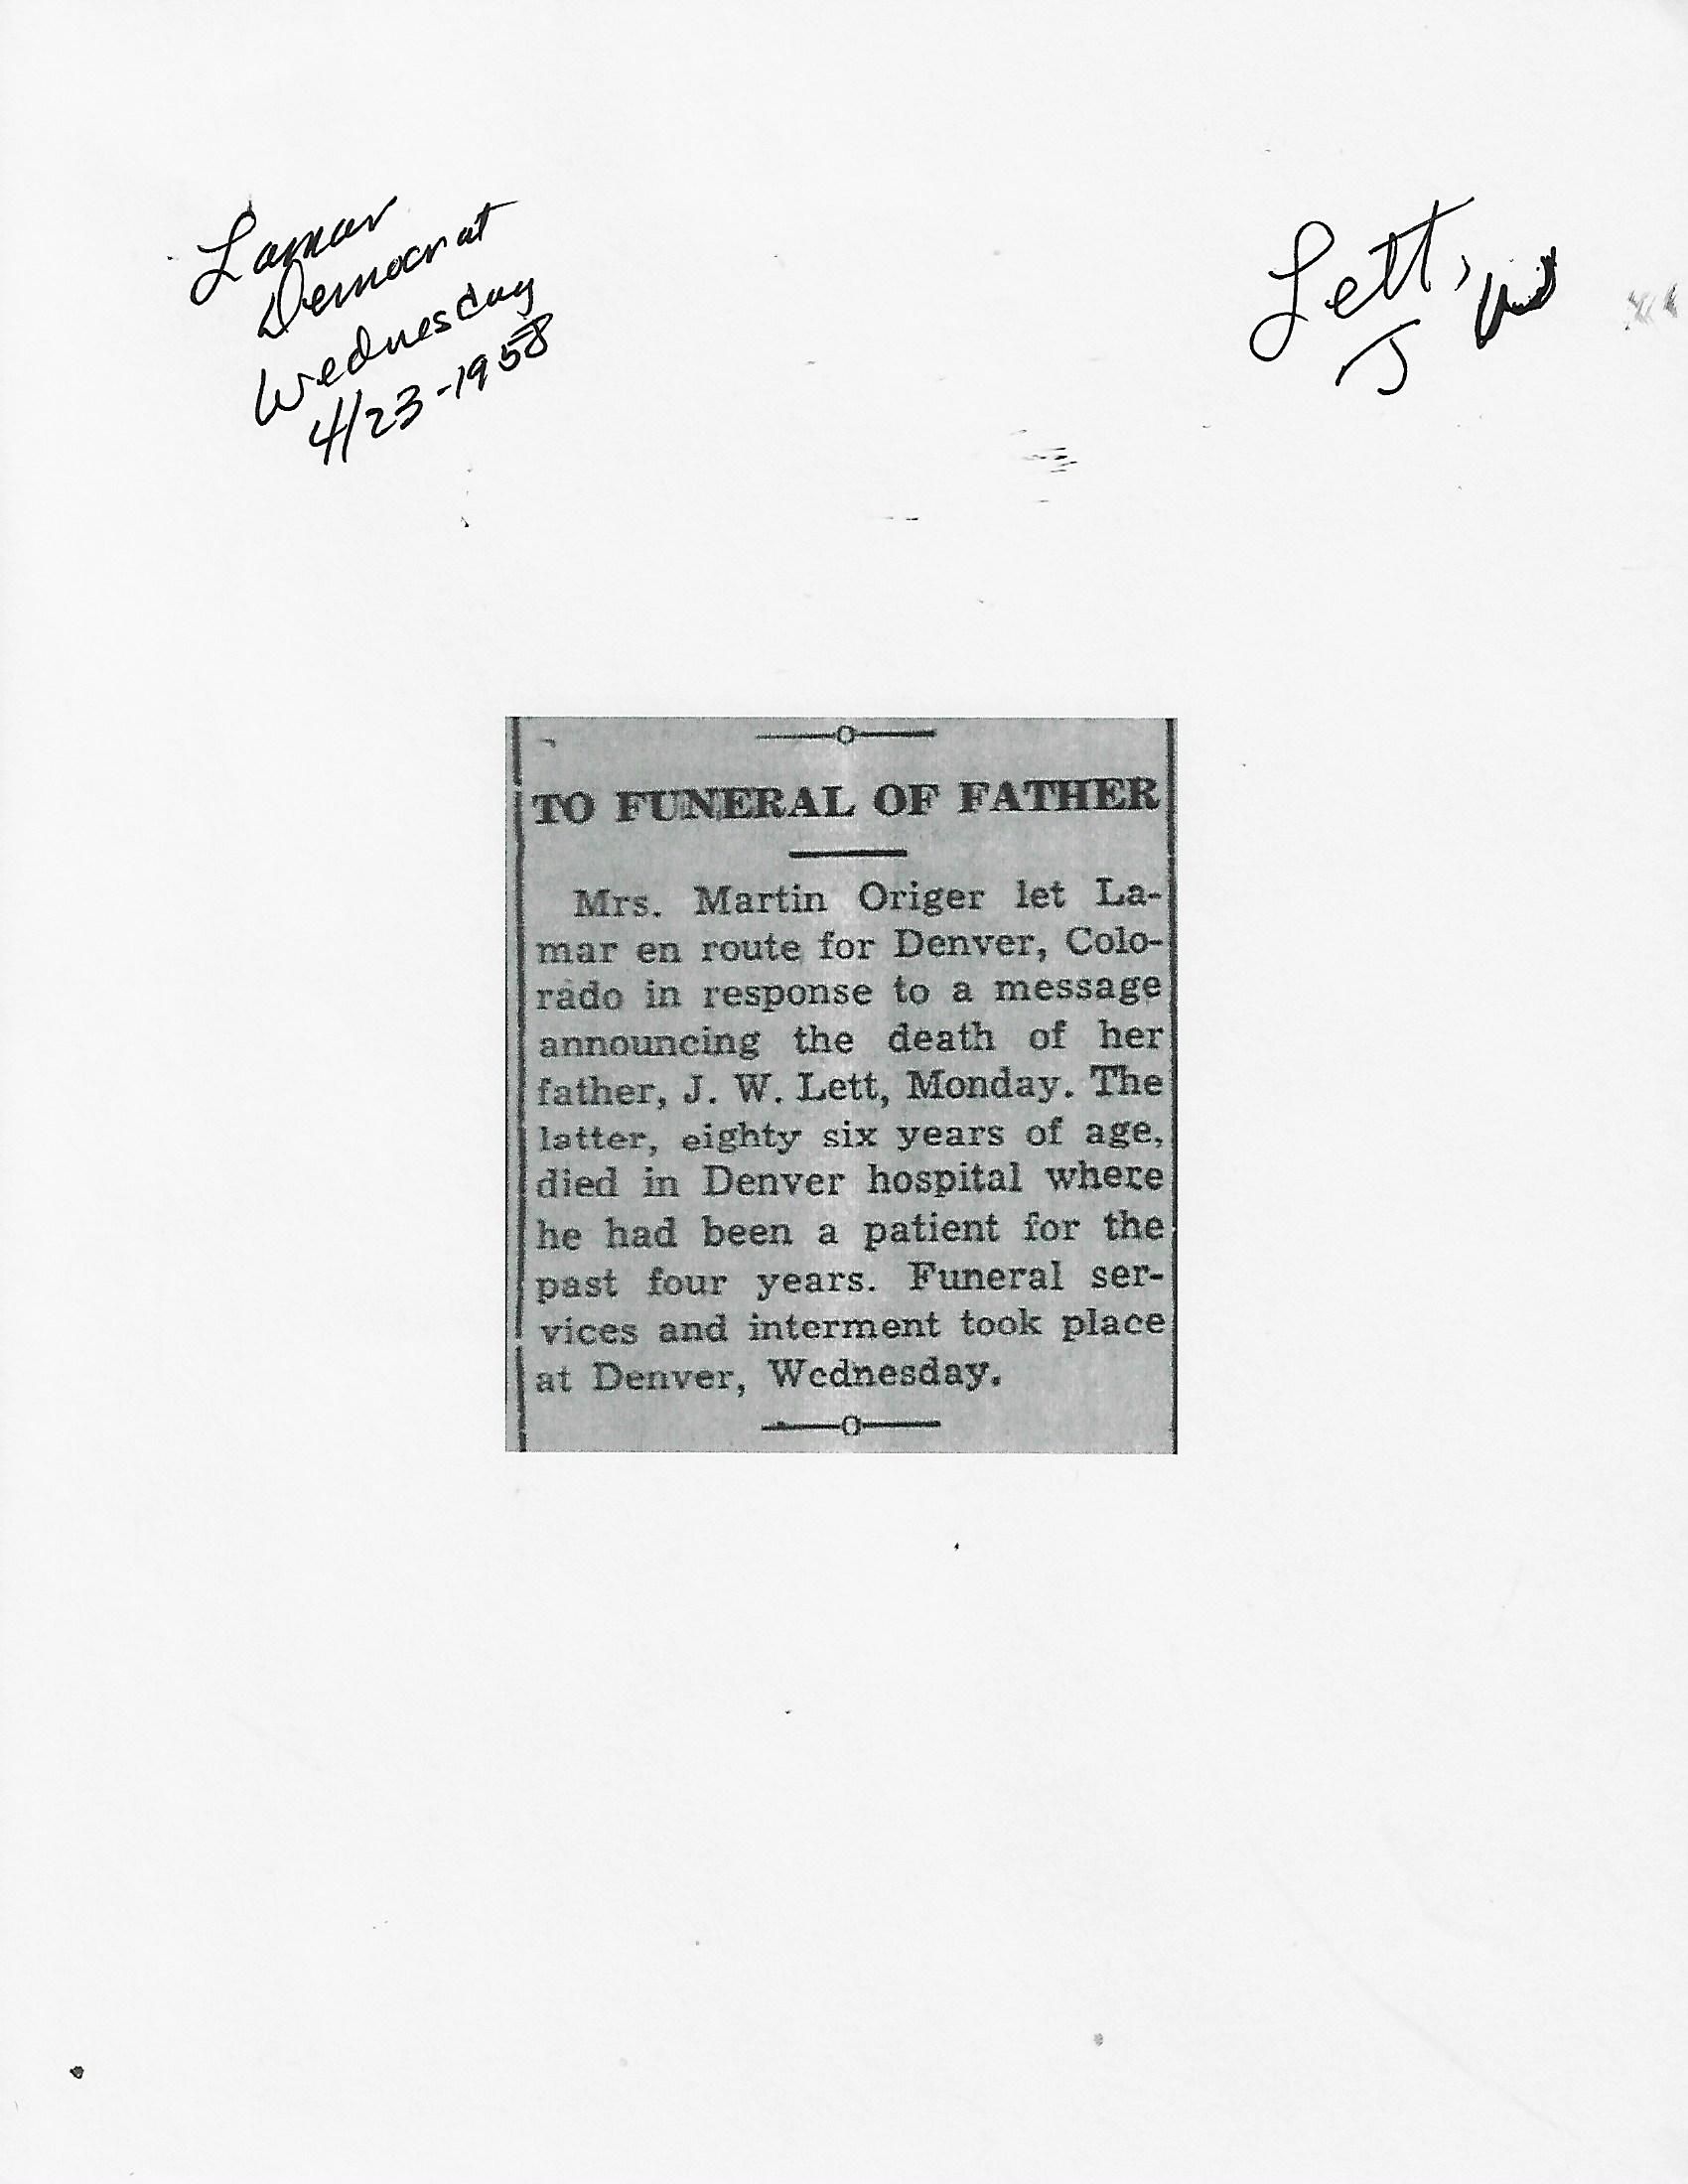 Lamar
Democrat
Wednesday
4/23-1958
Lett, W
J
TO FUNERAL OF FATHER
Mrs. Martin Origer let La-
mar en route for Denver, Colo-
rado in response to a message
announcing the death of her
father, J. W. Lett, Monday. The
latter, eighty six years of age,
died in Denver hospital where
he had been a patient for the
past four years. Funeral ser-
vices and interment took place
at Denver, Wednesday.